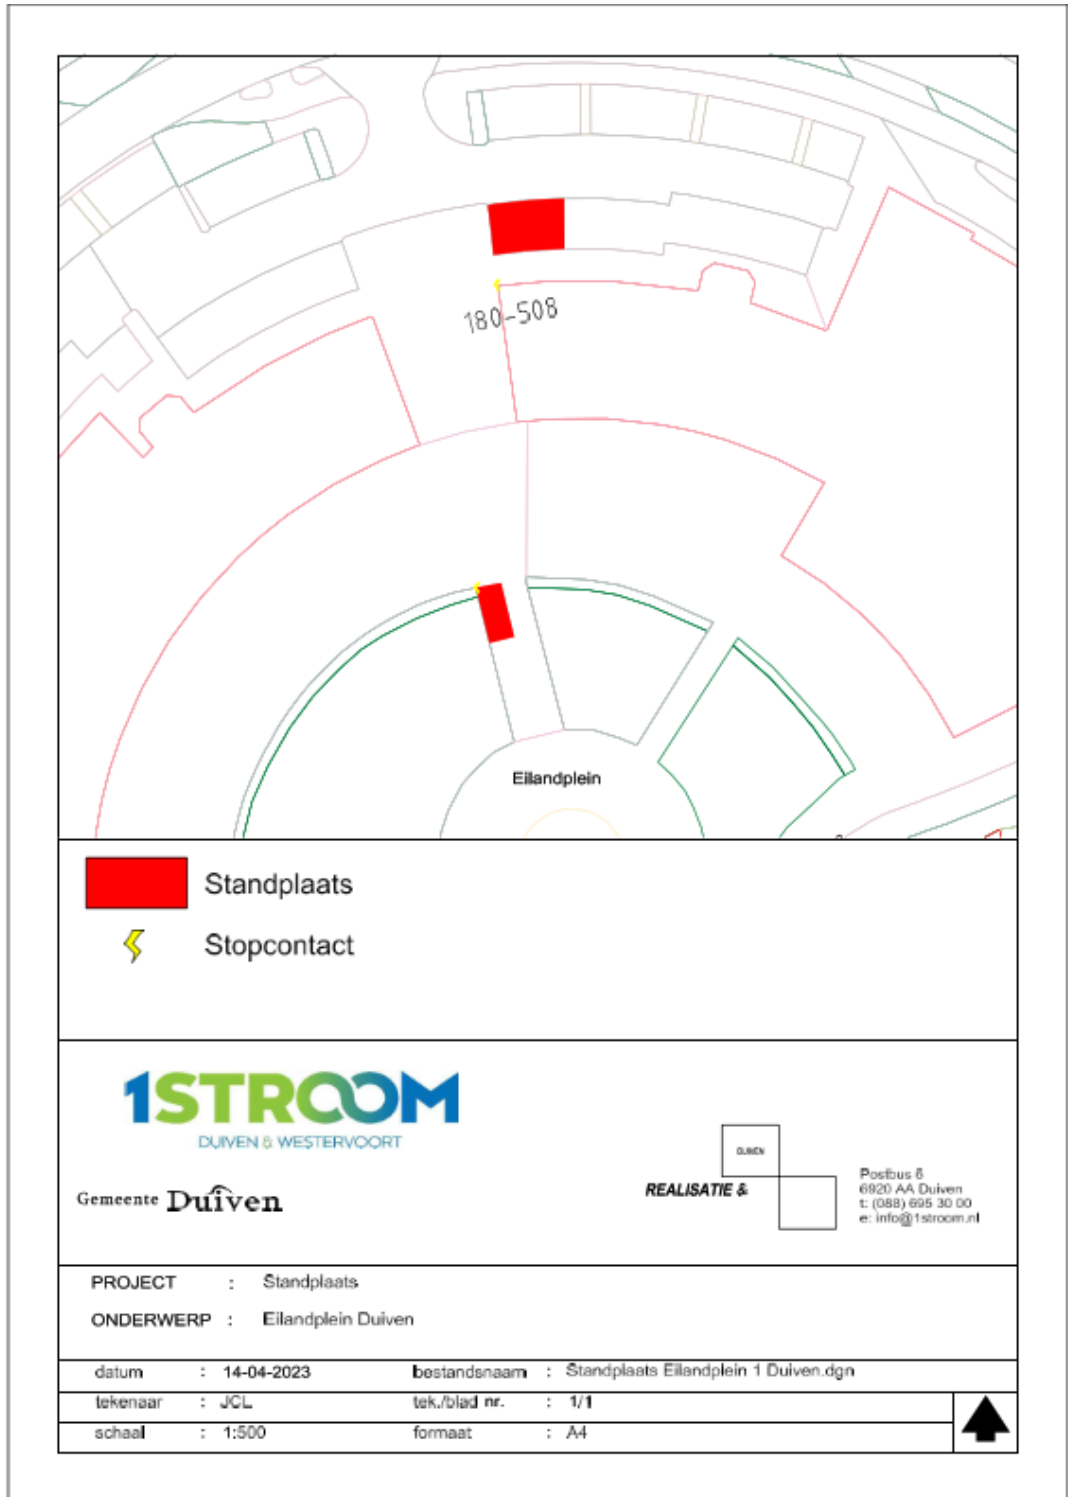 180-508
Eilandplein
Standplaats
Stopcontact
1STROOM
DUIVEN & WESTERVOORT
Gemeente Duiven
DUIVEN
REALISATIE &
Postbus 6
6920 AA Duiven
t: (088) 695 30 00
e: info@1stroom.nl
PROJECT : Standplaats
ONDERWERP : Eilandplein Duiven
datum : 14-04-2023 bestandsnaam : Standplaats Eilandplein 1 Duiven.dgn
tekenaar : JCL tek./blad nr. : 1/1
schaal : 1:500 formaat : A4